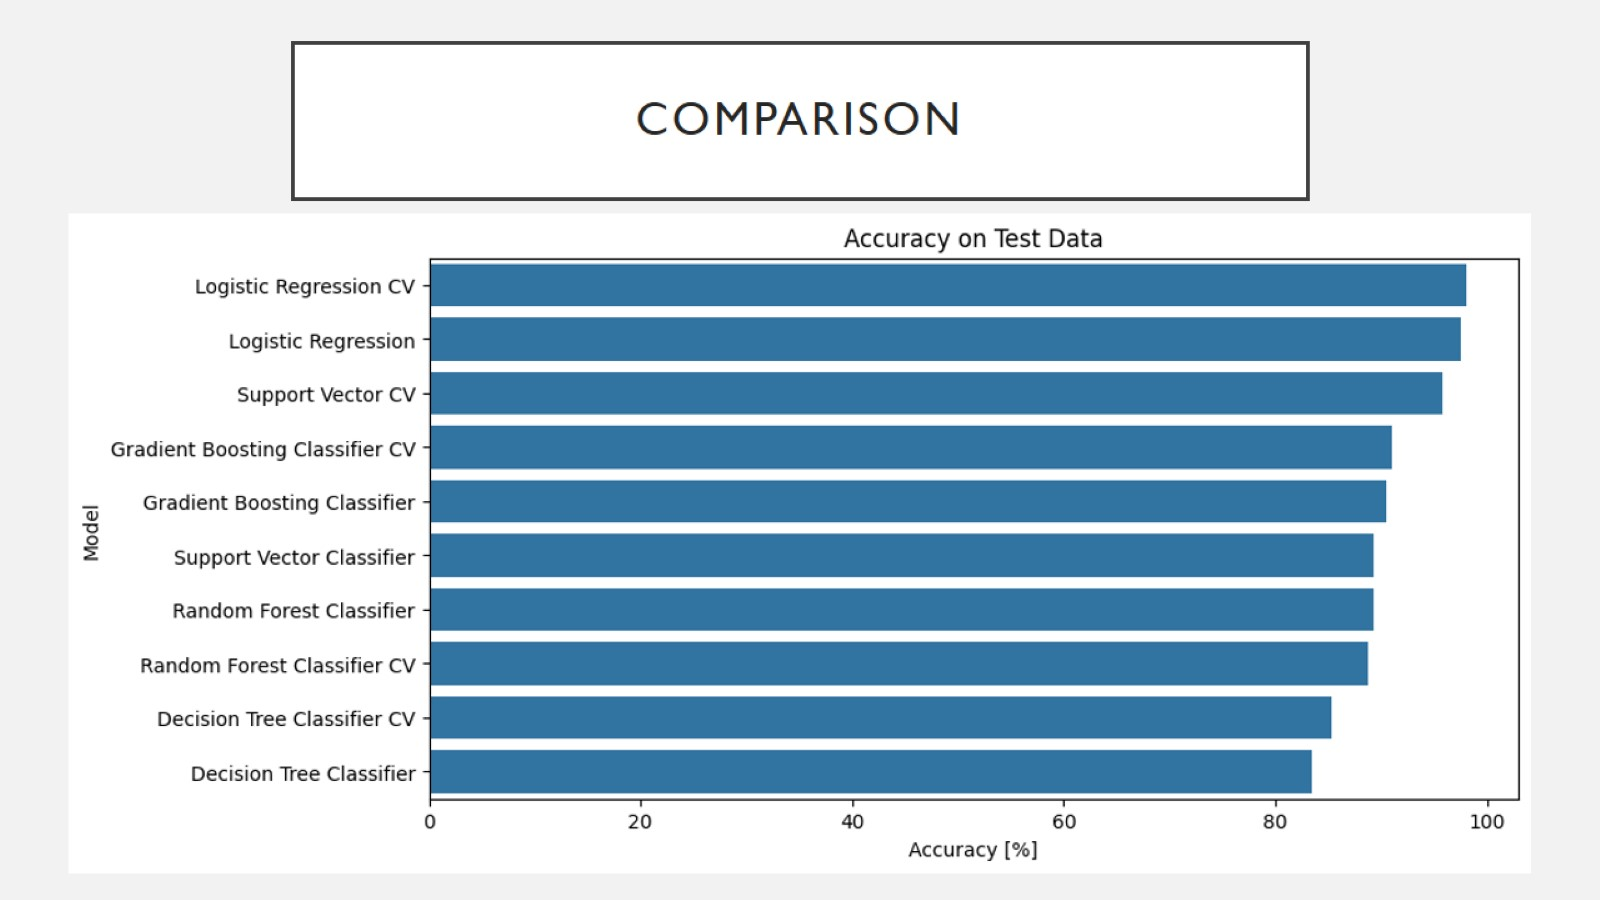 COMPARISON
Accuracy on Test Data
Logistic Regression CV
Logistic Regression
Support Vector CV
Gradient Boosting Classifier CV
Gradient Boosting Classifier
Support Vector Classifier
Random Forest Classifier
Random Forest Classifier CV
Decision Tree Classifier CV
Decision Tree Classifier
Model
0 20 40 60 80 100
Accuracy [%]